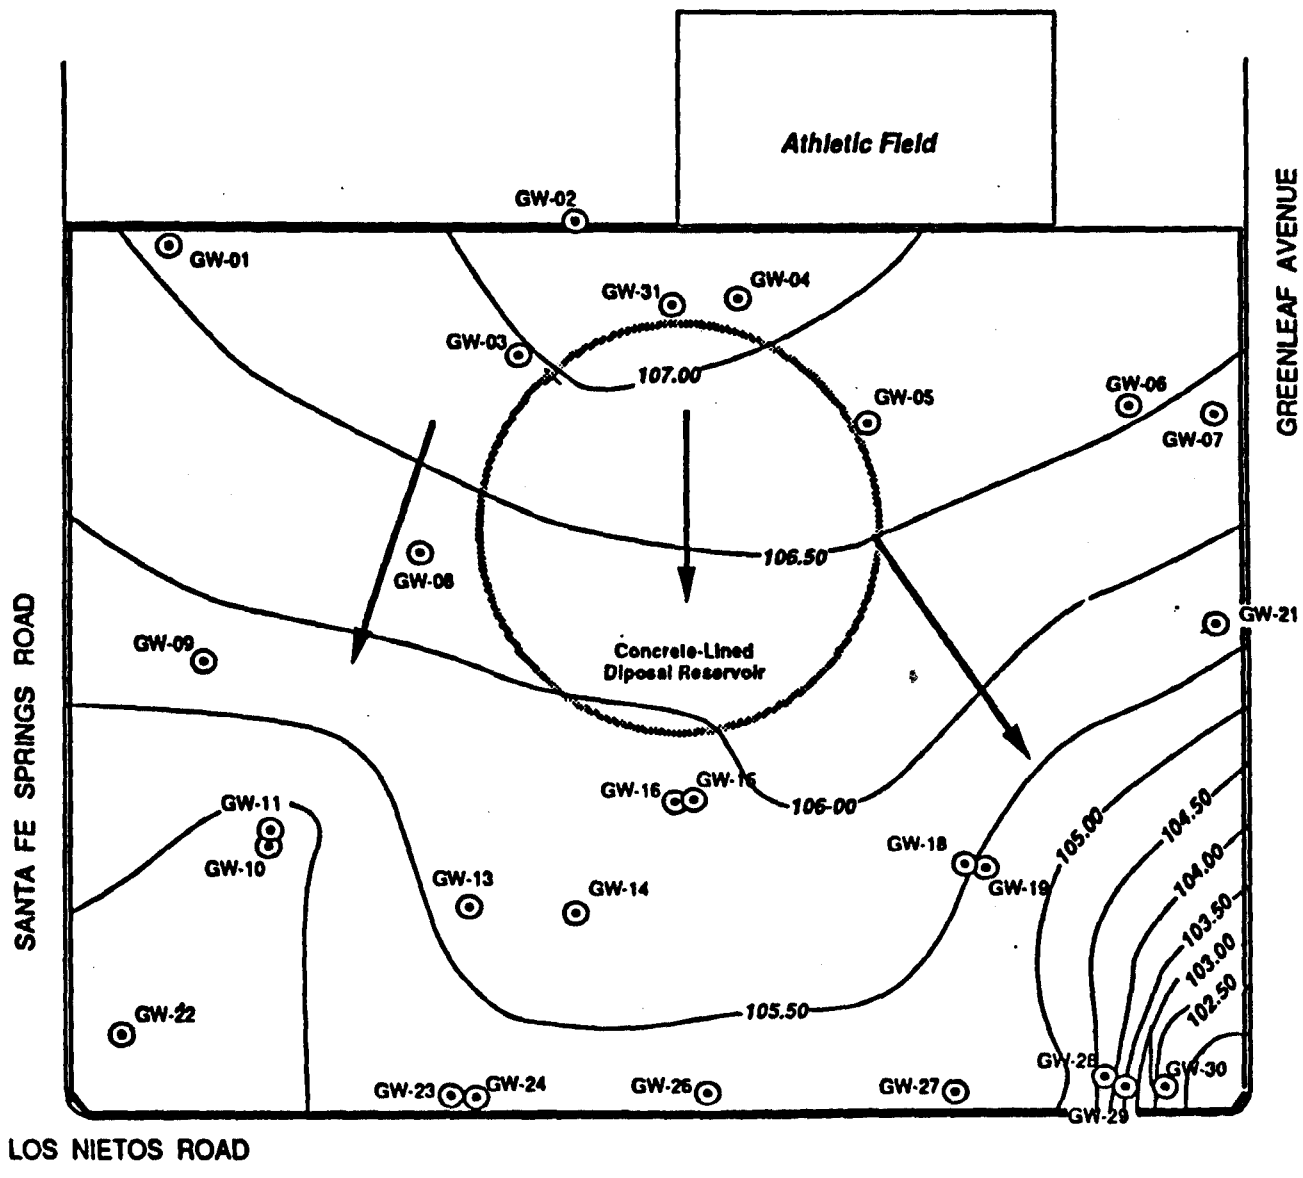 Athletic Field
GREENLEAF AVENUE
GW-02
GW-01
GW-31
GW-04
GW-03
107.00
GW-05
GW-06
GW-07
106.50
GW-08
GW-09
Concrete-Lined
Diposal Reservoir
GW-21
SANTA FE SPRINGS ROAD
GW-16
GW-15
106-00
GW-11
GW-10
GW-18
GW-19
105.00
104.50
104.00
103.50
103.00
102.50
GW-13
GW-14
GW-22
105.50
GW-23
GW-24
GW-26
GW-27
GW-28
GW-30
GW-29
LOS NIETOS ROAD